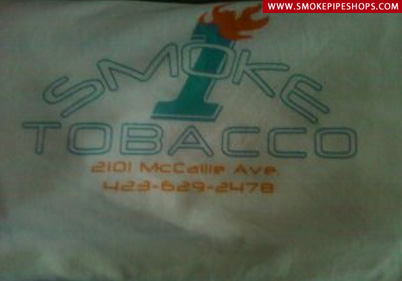 WWW.SMOKEPIPESHOPS.COM
SMOKE
1
TOBACCO
2101 McCallie Ave.
423-629-2478